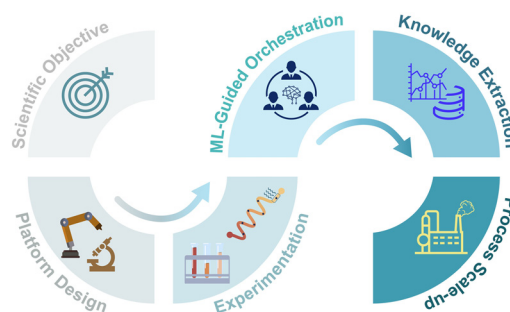 Scientific Objective
Platform Design
Experimentation
ML-Guided Orchestration
Knowledge Extraction
Process Scale-up